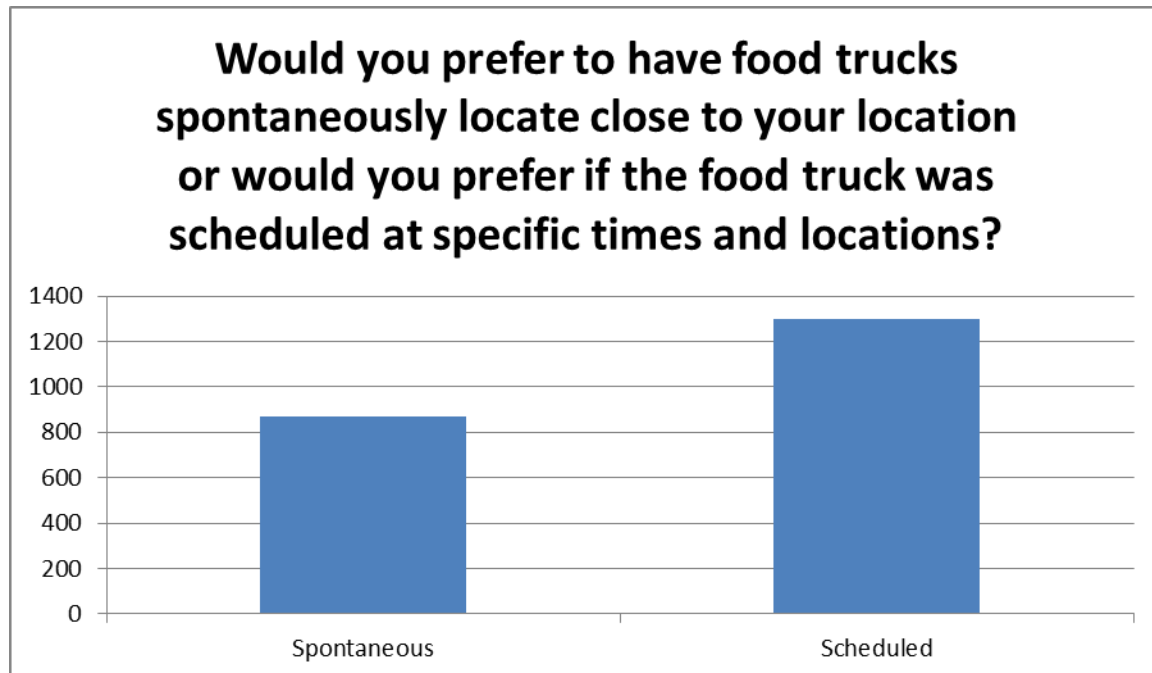 Would you prefer to have food trucks
spontaneously locate close to your location
or would you prefer if the food truck was
scheduled at specific times and locations?
1400
1200
1000
800
600
400
200
0
Spontaneous
Scheduled